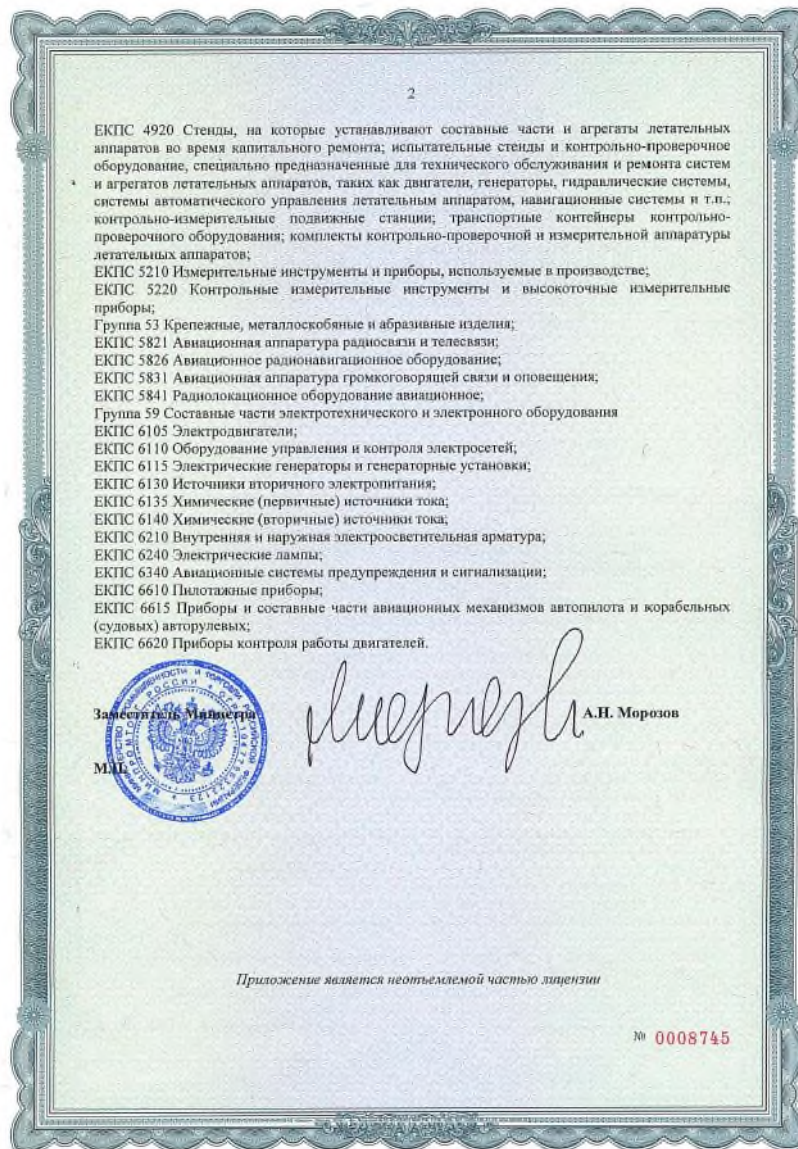 2
ЕКПС 4920 Стенды, на которые устанавливают составные части и агрегаты летательных
аппаратов во время капитального ремонта; испытательные стенды и контрольно-проверочное
оборудование, специально предназначенные для технического обслуживания и ремонта систем
и агрегатов летательных аппаратов, таких как двигатели, генераторы, гидравлические системы,
системы автоматического управления летательным аппаратом, навигационные системы и т.п.;
контрольно-измерительные подвижные станции; транспортные контейнеры контрольно-
проверочного оборудования; комплекты контрольно-проверочной и измерительной аппаратуры
летательных аппаратов;
ЕКПС 5210 Измерительные инструменты и приборы, используемые в производстве;
ЕКПС 5220 Контрольные измерительные инструменты и высокоточные измерительные
приборы;
Группа 53 Крепежные, металлоскобяные и абразивные изделия;
ЕКПС 5821 Авиационная аппаратура радиосвязи и телесвязи;
ЕКПС 5826 Авиационное радионавигационное оборудование;
ЕКПС 5831 Авиационная аппаратура громкоговорящей связи и оповещения;
ЕКПС 5841 Радиолокационное оборудование авиационное;
Группа 59 Составные части электротехнического и электронного оборудования
ЕКПС 6105 Электродвигатели;
ЕКПС 6110 Оборудование управления и контроля электросетей;
ЕКПС 6115 Электрические генераторы и генераторные установки;
ЕКПС 6130 Источники вторичного электропитания;
ЕКПС 6135 Химические (первичные) источники тока;
ЕКПС 6140 Химические (вторичные) источники тока;
ЕКПС 6210 Внутренняя и наружная электроосветительная арматура;
ЕКПС 6240 Электрические лампы;
ЕКПС 6340 Авиационные системы предупреждения и сигнализации;
ЕКПС 6610 Пилотажные приборы;
ЕКПС 6615 Приборы и составные части авиационных механизмов автопилота и корабельных
(судовых) авторулевых;
ЕКПС 6620 Приборы контроля работы двигателей.
Заместитель Министра
А.Н. Морозов
М.П.
МИНИСТЕРСТВО ПРОМЫШЛЕННОСТИ И ТОРГОВЛИ РОССИЙСКОЙ ФЕДЕРАЦИИ
МИНПРОМТОРГ РОССИИ
Приложение является неотъемлемой частью лицензии
№ 0008745